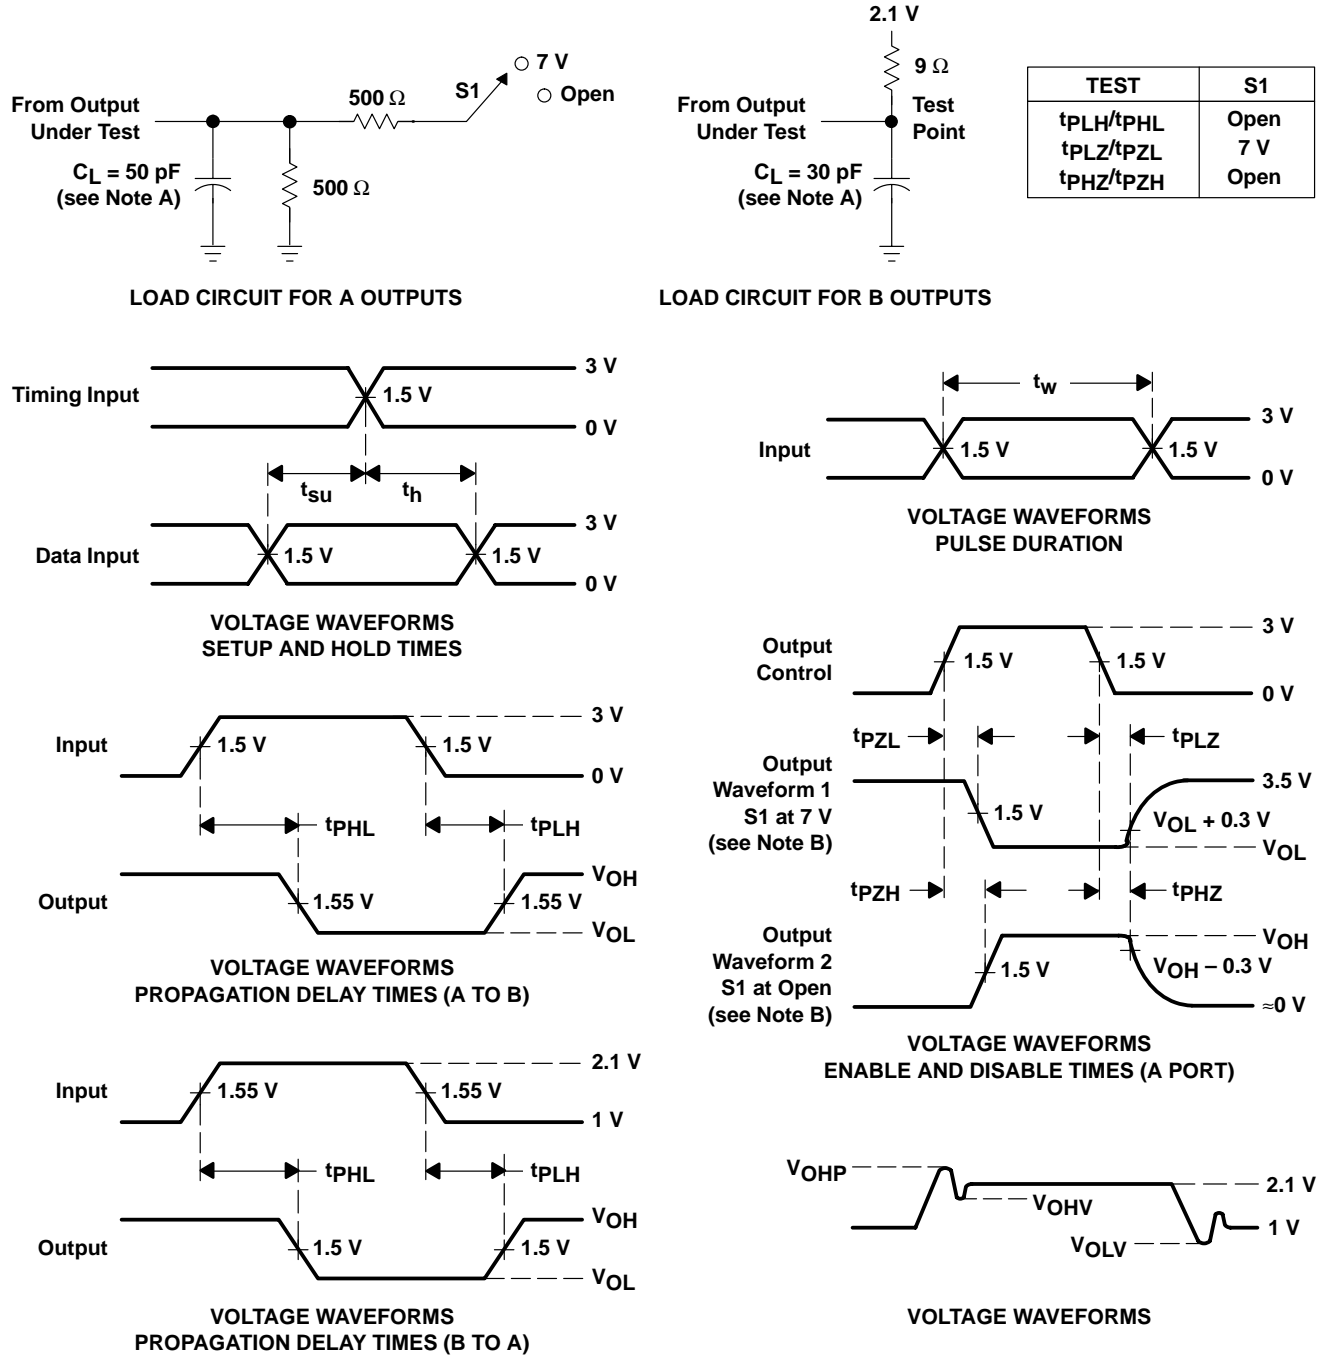 From Output
Under Test
CL = 50 pF
(see Note A)
500 Ω
500 Ω
S1
7 V
Open
LOAD CIRCUIT FOR A OUTPUTS
2.1 V
9 Ω
From Output
Under Test
Test
Point
CL = 30 pF
(see Note A)
LOAD CIRCUIT FOR B OUTPUTS
TEST S1
tPLH/tPHL Open
tPLZ/tPZL 7 V
tPHZ/tPZH Open
Timing Input
1.5 V
3 V
0 V
tsu
th
Data Input
1.5 V
1.5 V
3 V
0 V
VOLTAGE WAVEFORMS
SETUP AND HOLD TIMES
tw
Input
1.5 V
1.5 V
3 V
0 V
VOLTAGE WAVEFORMS
PULSE DURATION
Input
1.5 V
1.5 V
3 V
0 V
tPHL
tPLH
Output
1.55 V
1.55 V
VOH
VOL
VOLTAGE WAVEFORMS
PROPAGATION DELAY TIMES (A TO B)
Output
Control
1.5 V
1.5 V
3 V
0 V
tPZL
tPLZ
Output
Waveform 1
S1 at 7 V
(see Note B)
1.5 V
3.5 V
VOL + 0.3 V
VOL
tPZH
tPHZ
Output
Waveform 2
S1 at Open
(see Note B)
1.5 V
VOH
VOH – 0.3 V
≈0 V
VOLTAGE WAVEFORMS
ENABLE AND DISABLE TIMES (A PORT)
Input
1.55 V
1.55 V
2.1 V
1 V
tPHL
tPLH
Output
1.5 V
1.5 V
VOH
VOL
VOLTAGE WAVEFORMS
PROPAGATION DELAY TIMES (B TO A)
VOHP
VOHV
VOLV
2.1 V
1 V
VOLTAGE WAVEFORMS